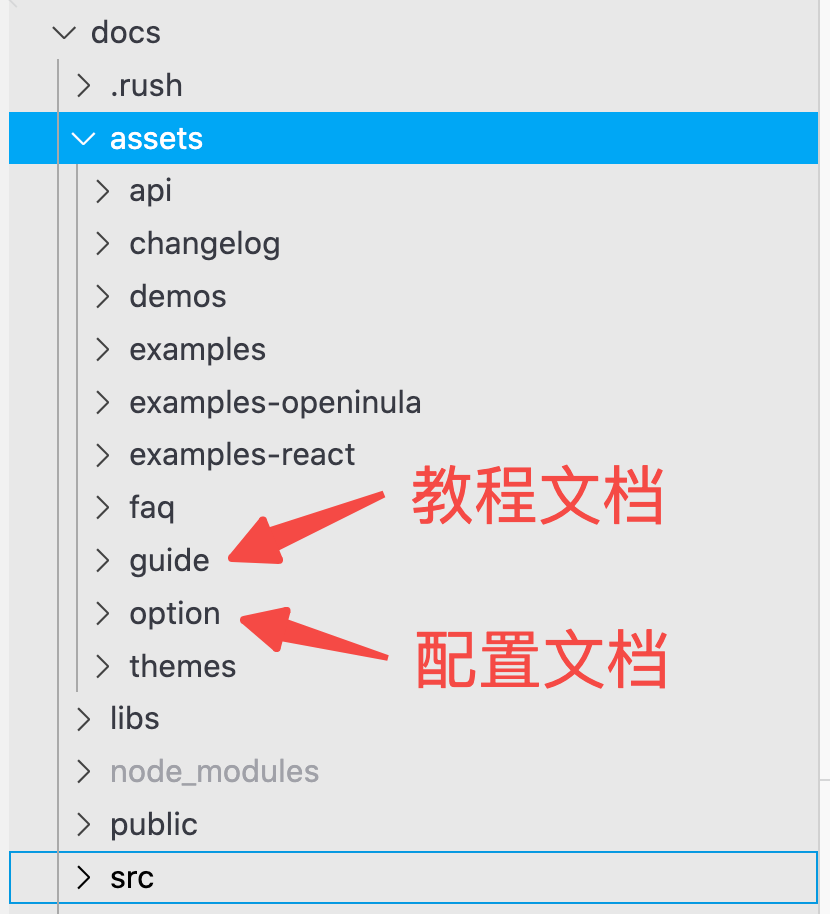 docs
.rush
assets
api
changelog
demos
examples
examples-openinula
examples-react
教程文档
faq
guide
option
配置文档
themes
libs
node_modules
public
src